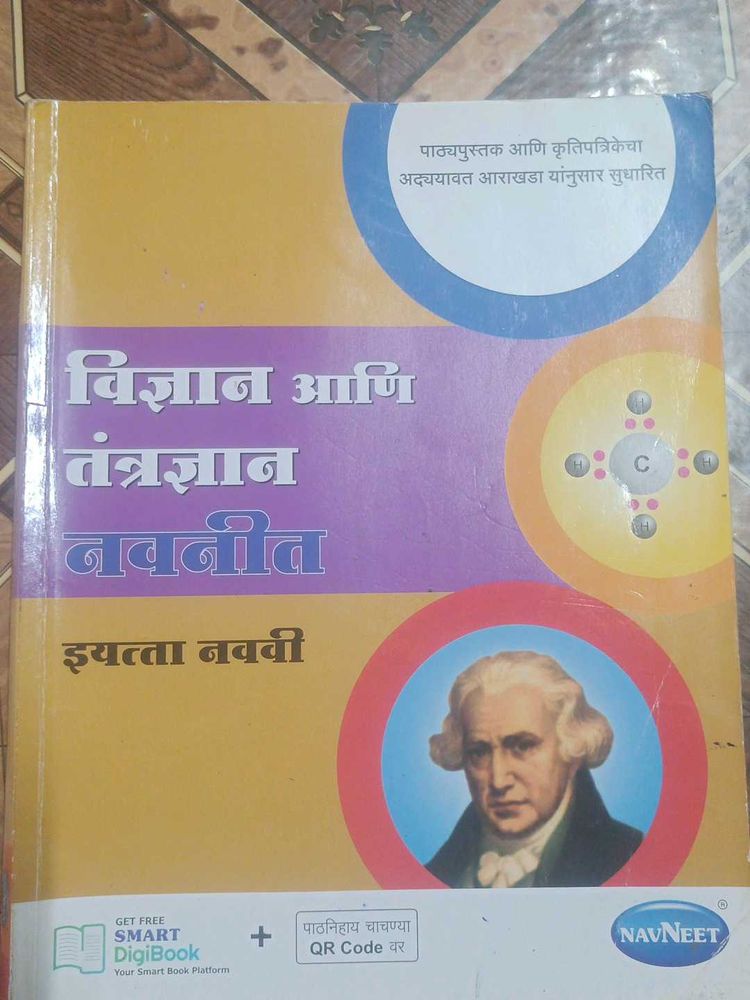 पाठ्यपुस्तक आणि कृतिपत्रिकेचा
अद्ययावत आराखडा यांनुसार सुधारित
विज्ञान आणि
तंत्रज्ञान
नवनीत
H
H C H
H
इयत्ता नववी
GET FREE
SMART
DigiBook
Your Smart Book Platform
+
पाठनिहाय चाचण्या
QR Code वर
NAVNEET
®